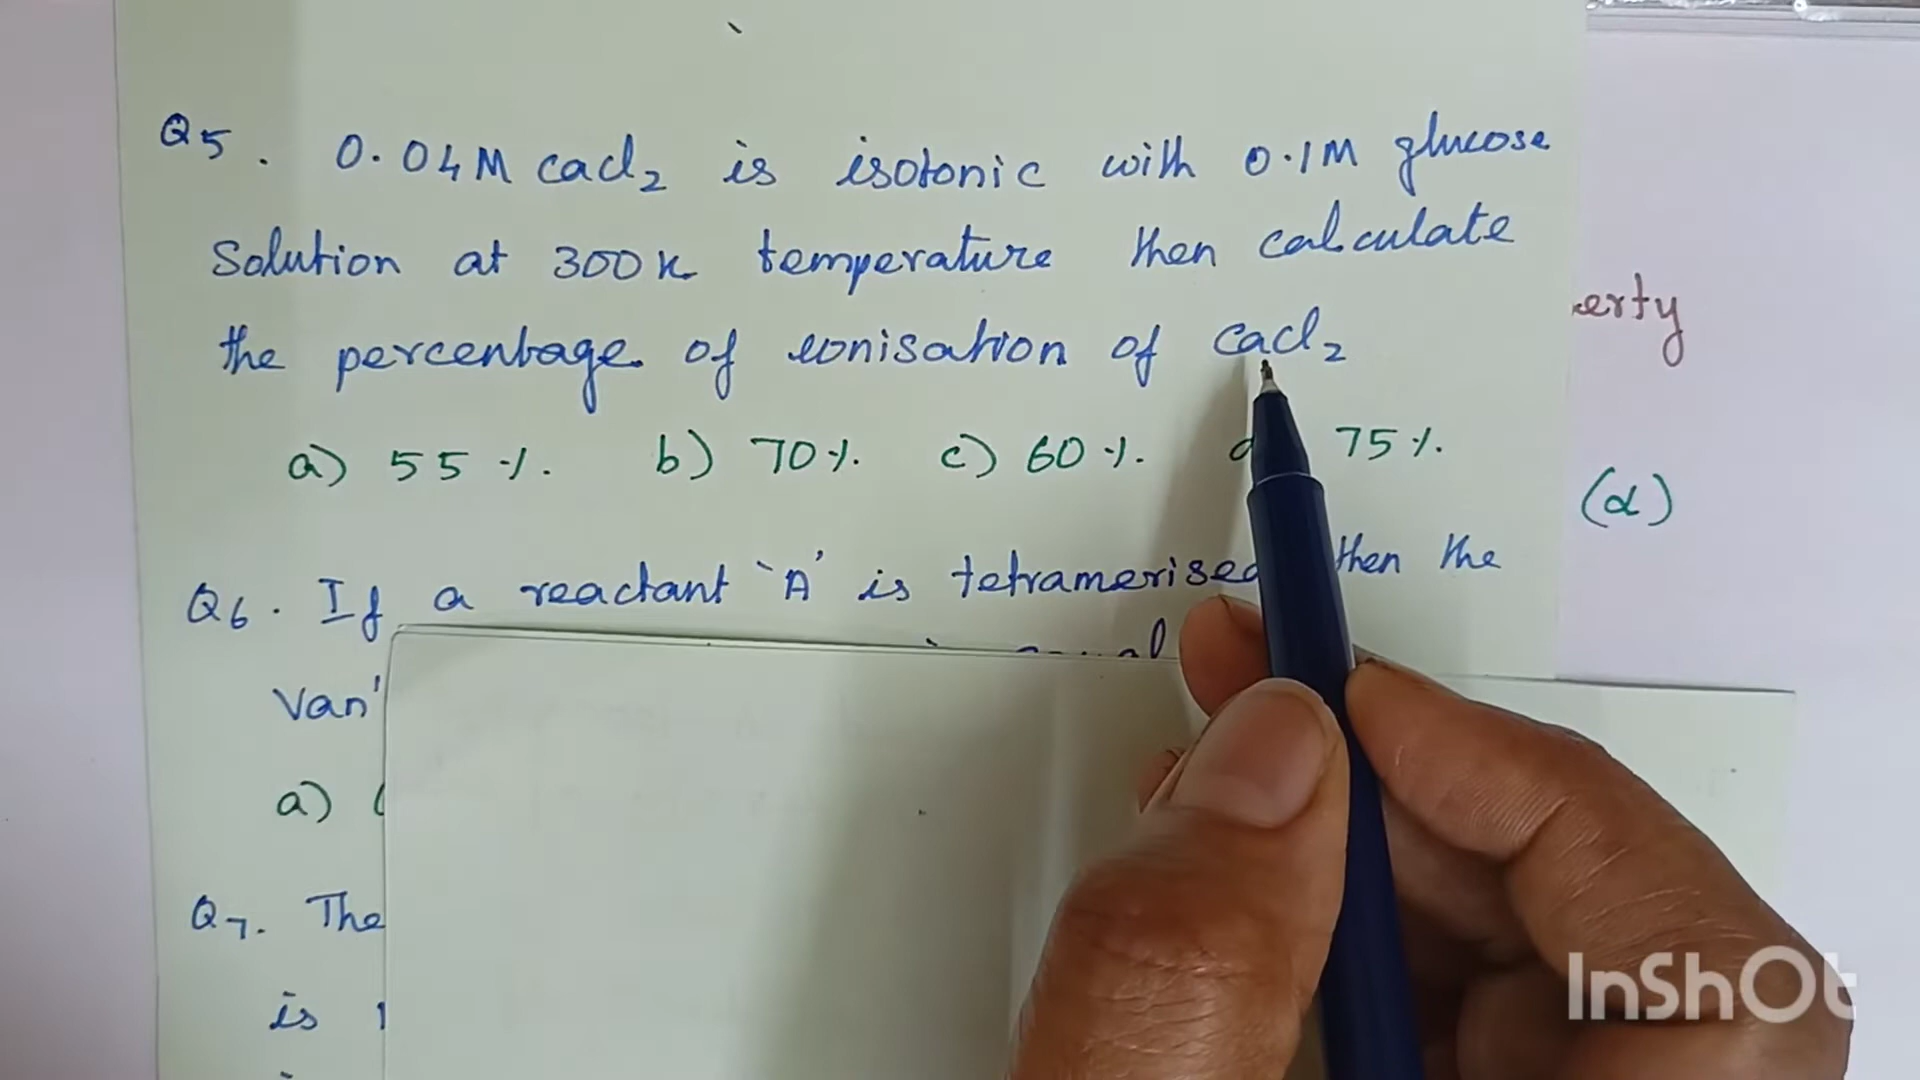 Q5. 0.04M cacl2 is isotonic with 0.1M glucose
solution at 300K temperature then calculate
the percentage of ionisation of cacl2
a) 55%. b) 70%. c) 60%. 75%.
Q6. If a reactant 'A' is tetramerised then the
Van'
a)
Q7. The
is
erty
(α)
InShOt